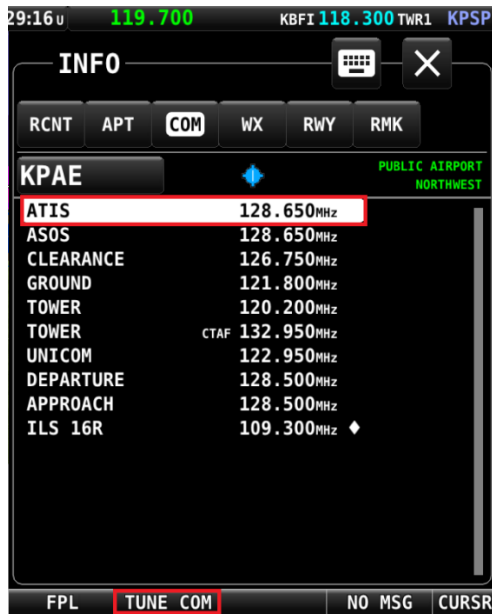 29:16U 119.700 KBFI 118.300 TWR1 KPSP
INFO
RCNT APT COM WX RWY RMK
KPAE PUBLIC AIRPORT
NORTHWEST
ATIS 128.650MHz
ASOS 128.650MHz
CLEARANCE 126.750MHz
GROUND 121.800MHz
TOWER 120.200MHz
TOWER CTAF 132.950MHz
UNICOM 122.950MHz
DEPARTURE 128.500MHz
APPROACH 128.500MHz
ILS 16R 109.300MHz
FPL TUNE COM NO MSG CURSR